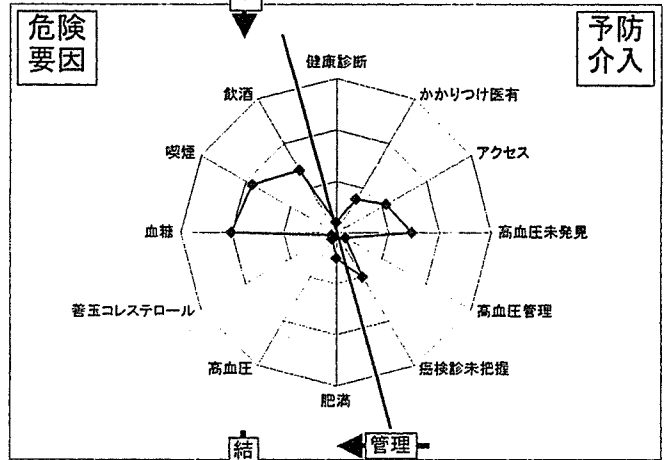 危険
要因
予防
介入
健康診断
飲酒
かかりつけ医有
喫煙
アクセス
血糖
高血圧未発見
善玉コレステロール
高血圧管理
高血圧
癌検診未把握
肥満
結
管理